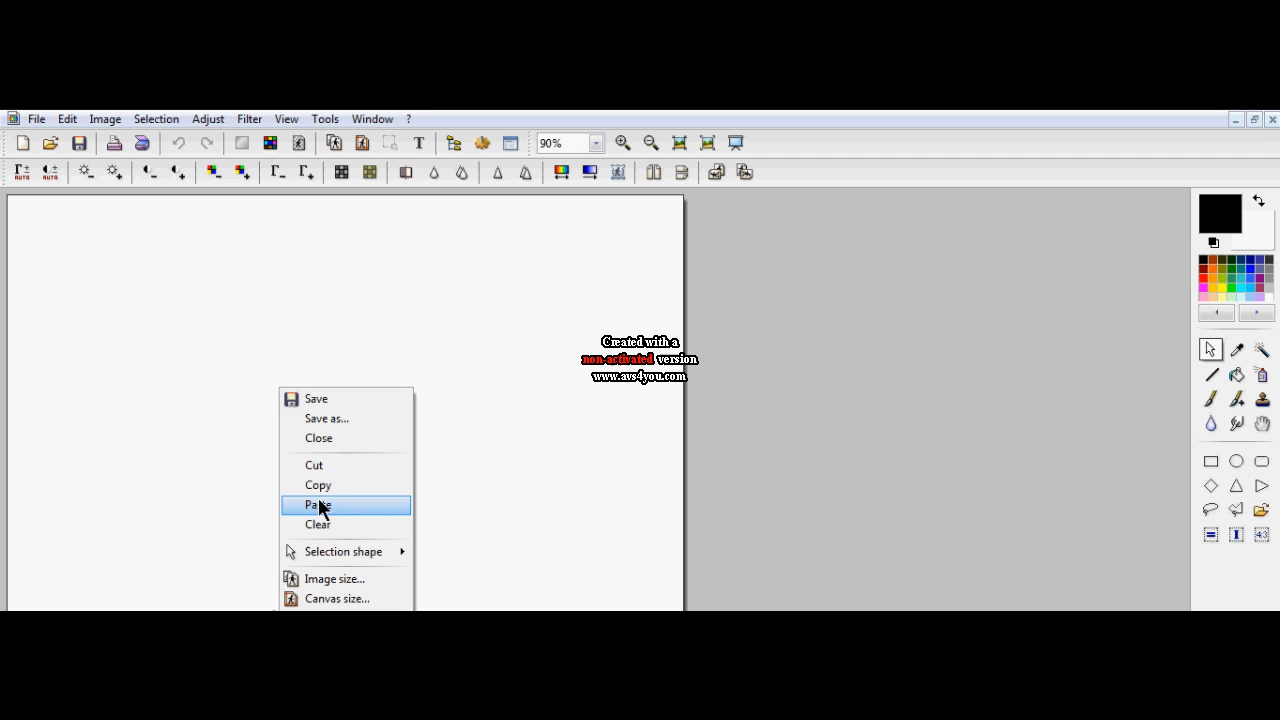 File Edit Image Selection Adjust Filter View Tools Window ?
90%
Created with a
non-activated version
www.avs4you.com
Save
Save as...
Close
Cut
Copy
Paste
Clear
Selection shape
Image size...
Canvas size...